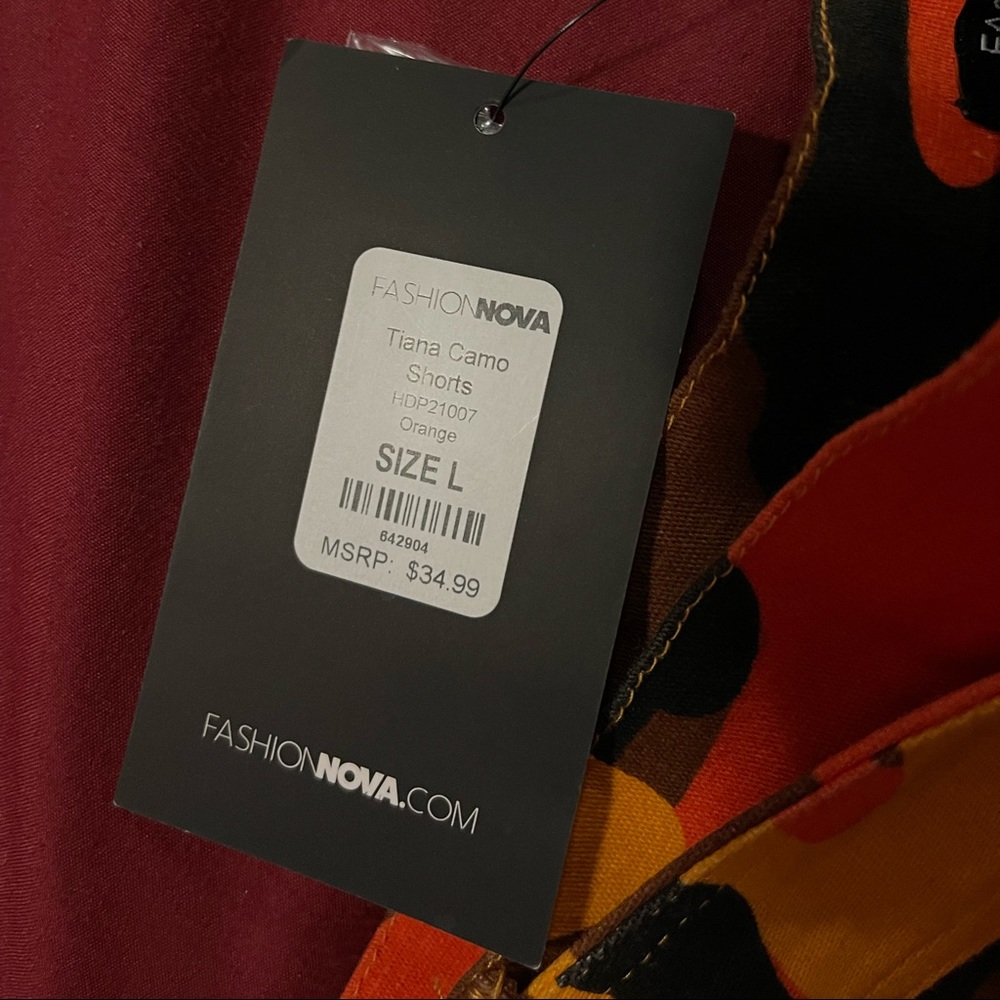 FASHIONNOVA
Tiana Camo
Shorts
HDP21007
Orange
SIZE L
642904
MSRP: $34.99
FASHIONNOVA.COM